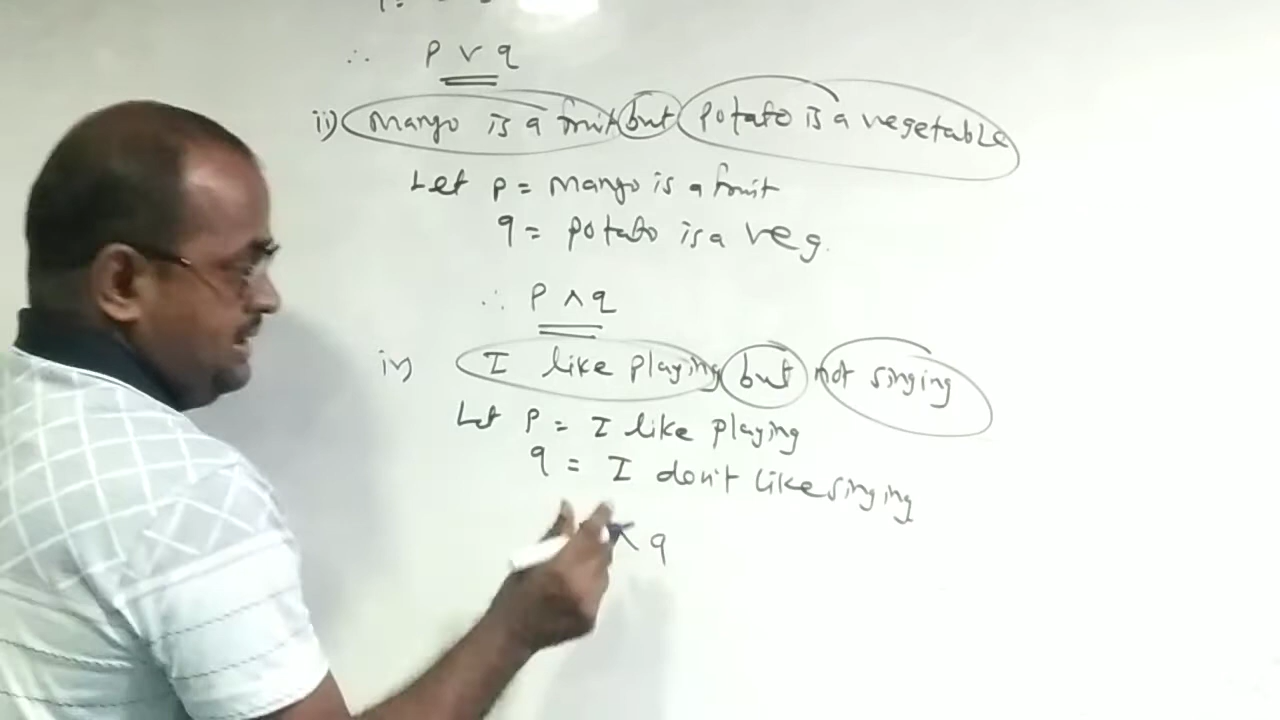 ∴ p ∨ q
ii) Mango is a fruit but potato is a vegetable
Let p = Mango is a fruit
q = potato is a veg.
∴ p ∧ q
iv) I like playing but not singing
Let p = I like playing
q = I don't like singing
∧ q